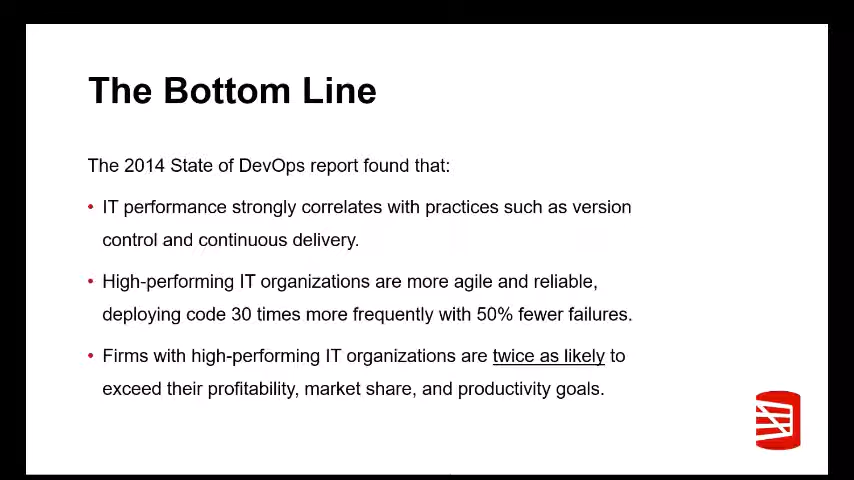 The Bottom Line
The 2014 State of DevOps report found that:
• IT performance strongly correlates with practices such as version
control and continuous delivery.
• High-performing IT organizations are more agile and reliable,
deploying code 30 times more frequently with 50% fewer failures.
• Firms with high-performing IT organizations are twice as likely to
exceed their profitability, market share, and productivity goals.